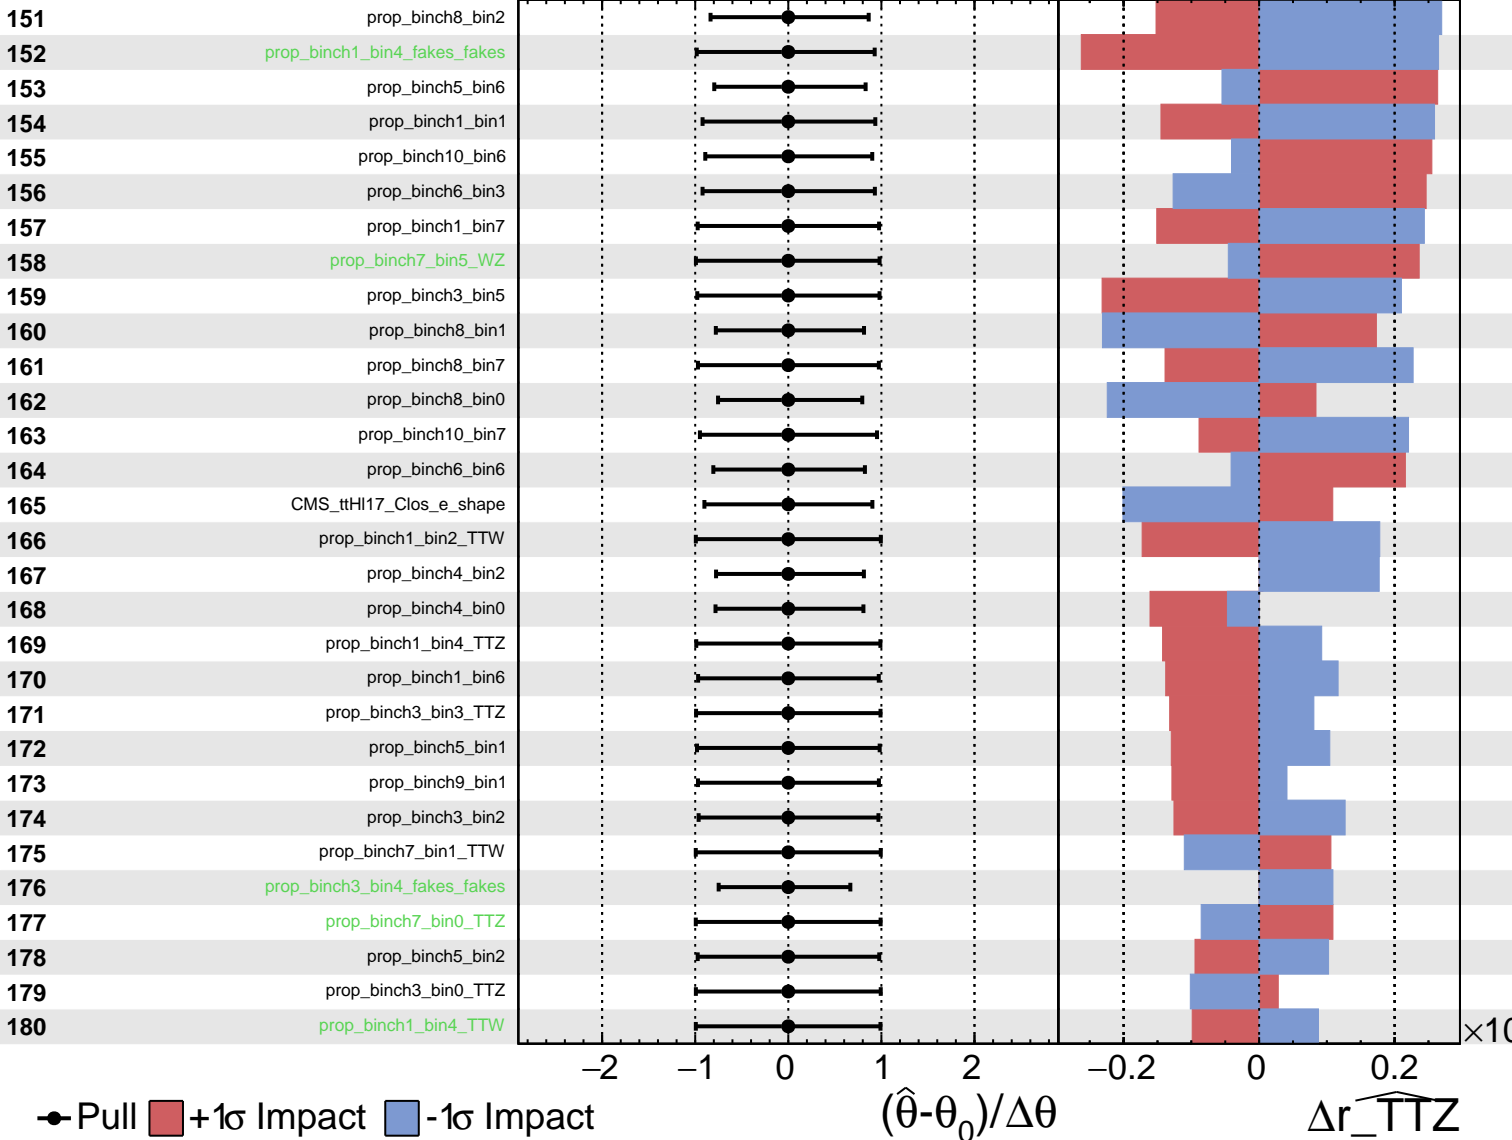 151 prop_binch8_bin2
152 prop_binch1_bin4_fakes_fakes
153 prop_binch5_bin6
154 prop_binch1_bin1
155 prop_binch10_bin6
156 prop_binch6_bin3
157 prop_binch1_bin7
158 prop_binch7_bin5_WZ
159 prop_binch3_bin5
160 prop_binch8_bin1
161 prop_binch8_bin7
162 prop_binch8_bin0
163 prop_binch10_bin7
164 prop_binch6_bin6
165 CMS_ttHl17_Clos_e_shape
166 prop_binch1_bin2_TTW
167 prop_binch4_bin2
168 prop_binch4_bin0
169 prop_binch1_bin4_TTZ
170 prop_binch1_bin6
171 prop_binch3_bin3_TTZ
172 prop_binch5_bin1
173 prop_binch9_bin1
174 prop_binch3_bin2
175 prop_binch7_bin1_TTW
176 prop_binch3_bin4_fakes_fakes
177 prop_binch7_bin0_TTZ
178 prop_binch5_bin2
179 prop_binch3_bin0_TTZ
180 prop_binch1_bin4_TTW
×10
−2 −1 0 1 2 −0.2 0 0.2
Pull +1σ Impact -1σ Impact (θ̂-θ₀)/Δθ Δr_TTZ